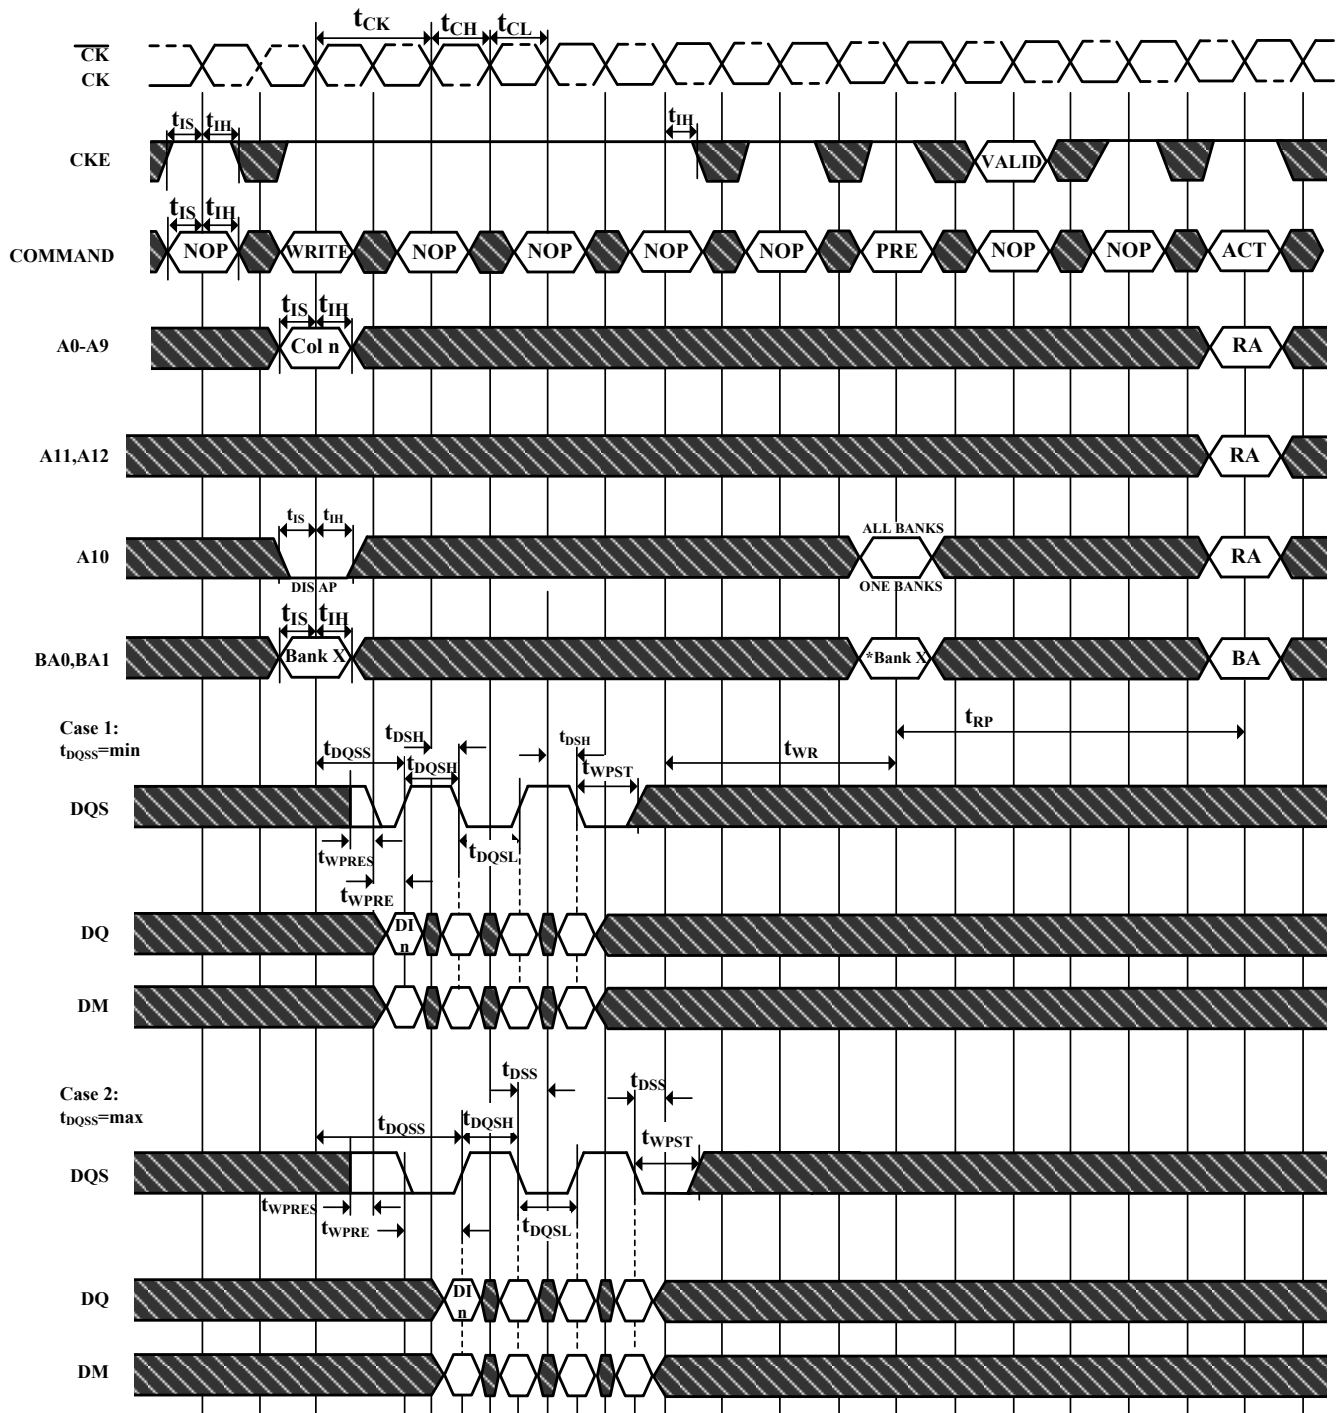 tCK tCH tCL
CK
CK
tIS tIH tIH
CKE VALID
tIS tIH
COMMAND NOP WRITE NOP NOP NOP NOP PRE NOP NOP ACT
tIS tIH
A0-A9 Col n RA
A11,A12 RA
tIS tIH ALL BANKS
A10 RA
DIS AP ONE BANKS
tIS tIH
BA0,BA1 Bank X *Bank X BA
Case 1:
tDQSS=min
tDSH tDSH tRP
tDQSS tDQSH tWPST tWR
DQS
tWPRES tDQSL
tWPRE
DQ DI n
DM
Case 2:
tDQSS=max
tDSS tDSS
tDQSS tDQSH tWPST
DQS
tWPRES tWPRE tDQSL
DQ DI n
DM